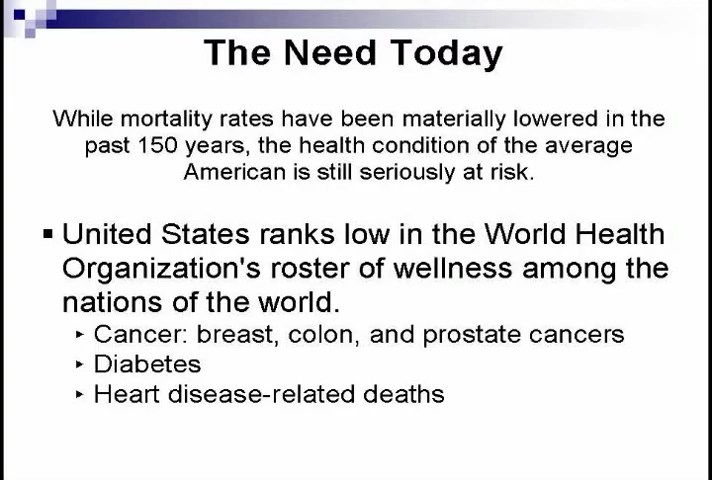 The Need Today
While mortality rates have been materially lowered in the
past 150 years, the health condition of the average
American is still seriously at risk.
▪ United States ranks low in the World Health
Organization's roster of wellness among the
nations of the world.
▸ Cancer: breast, colon, and prostate cancers
▸ Diabetes
▸ Heart disease-related deaths